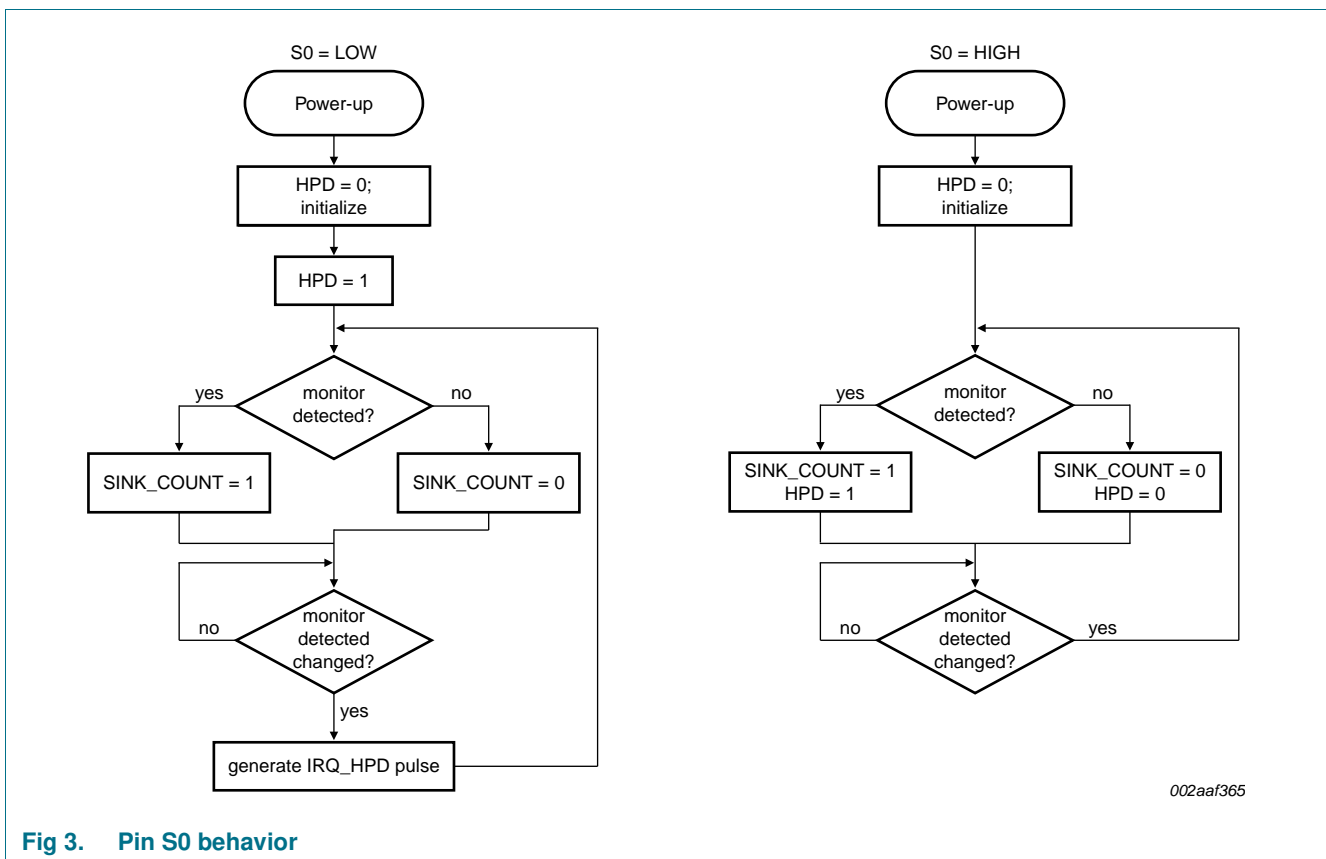 S0 = LOW
Power-up
HPD = 0;
initialize
HPD = 1
monitor
detected?
yes
no
SINK_COUNT = 1
SINK_COUNT = 0
monitor
detected
changed?
no
yes
generate IRQ_HPD pulse
S0 = HIGH
Power-up
HPD = 0;
initialize
monitor
detected?
yes
no
SINK_COUNT = 1
HPD = 1
SINK_COUNT = 0
HPD = 0
monitor
detected
changed?
no
yes
002aaf365
Fig 3. Pin S0 behavior